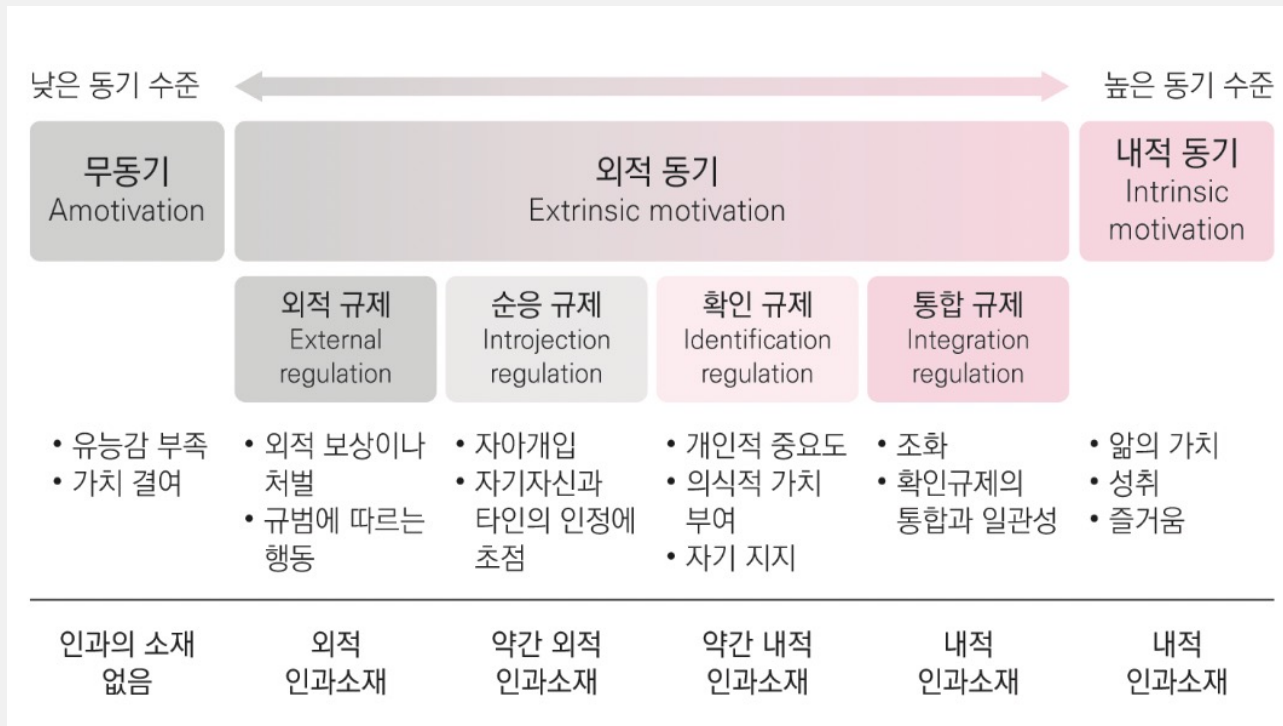 낮은 동기 수준
높은 동기 수준
무동기
Amotivation
외적 동기
Extrinsic motivation
내적 동기
Intrinsic
motivation
외적 규제
External
regulation
순응 규제
Introjection
regulation
확인 규제
Identification
regulation
통합 규제
Integration
regulation
• 유능감 부족
• 가치 결여
• 외적 보상이나
처벌
• 규범에 따르는
행동
• 자아개입
• 자기자신과
타인의 인정에
초점
• 개인적 중요도
• 의식적 가치
부여
• 자기 지지
• 조화
• 확인규제의
통합과 일관성
• 앎의 가치
• 성취
• 즐거움
인과의 소재
없음
외적
인과소재
약간 외적
인과소재
약간 내적
인과소재
내적
인과소재
내적
인과소재